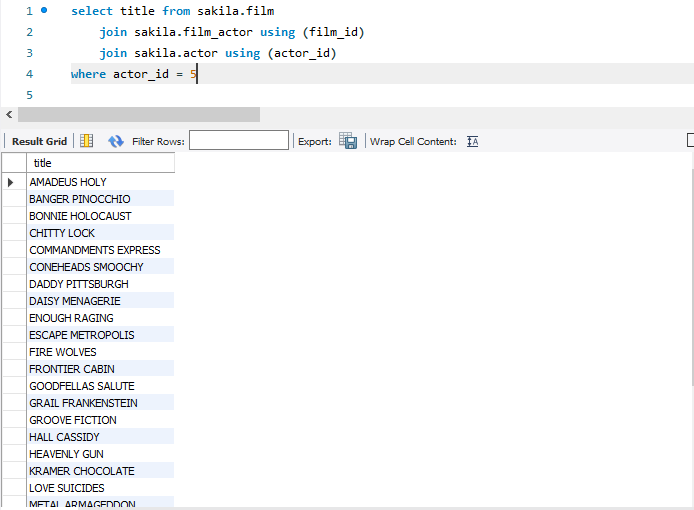 1 select title from sakila.film
2 join sakila.film_actor using (film_id)
3 join sakila.actor using (actor_id)
4 where actor_id = 5
5
Result Grid Filter Rows: Export: Wrap Cell Content: IA
title
AMADEUS HOLY
BANGER PINOCCHIO
BONNIE HOLOCAUST
CHITTY LOCK
COMMANDMENTS EXPRESS
CONEHEADS SMOOCHY
DADDY PITTSBURGH
DAISY MENAGERIE
ENOUGH RAGING
ESCAPE METROPOLIS
FIRE WOLVES
FRONTIER CABIN
GOODFELLAS SALUTE
GRAIL FRANKENSTEIN
GROOVE FICTION
HALL CASSIDY
HEAVENLY GUN
KRAMER CHOCOLATE
LOVE SUICIDES
METAL ARMAGEDDON